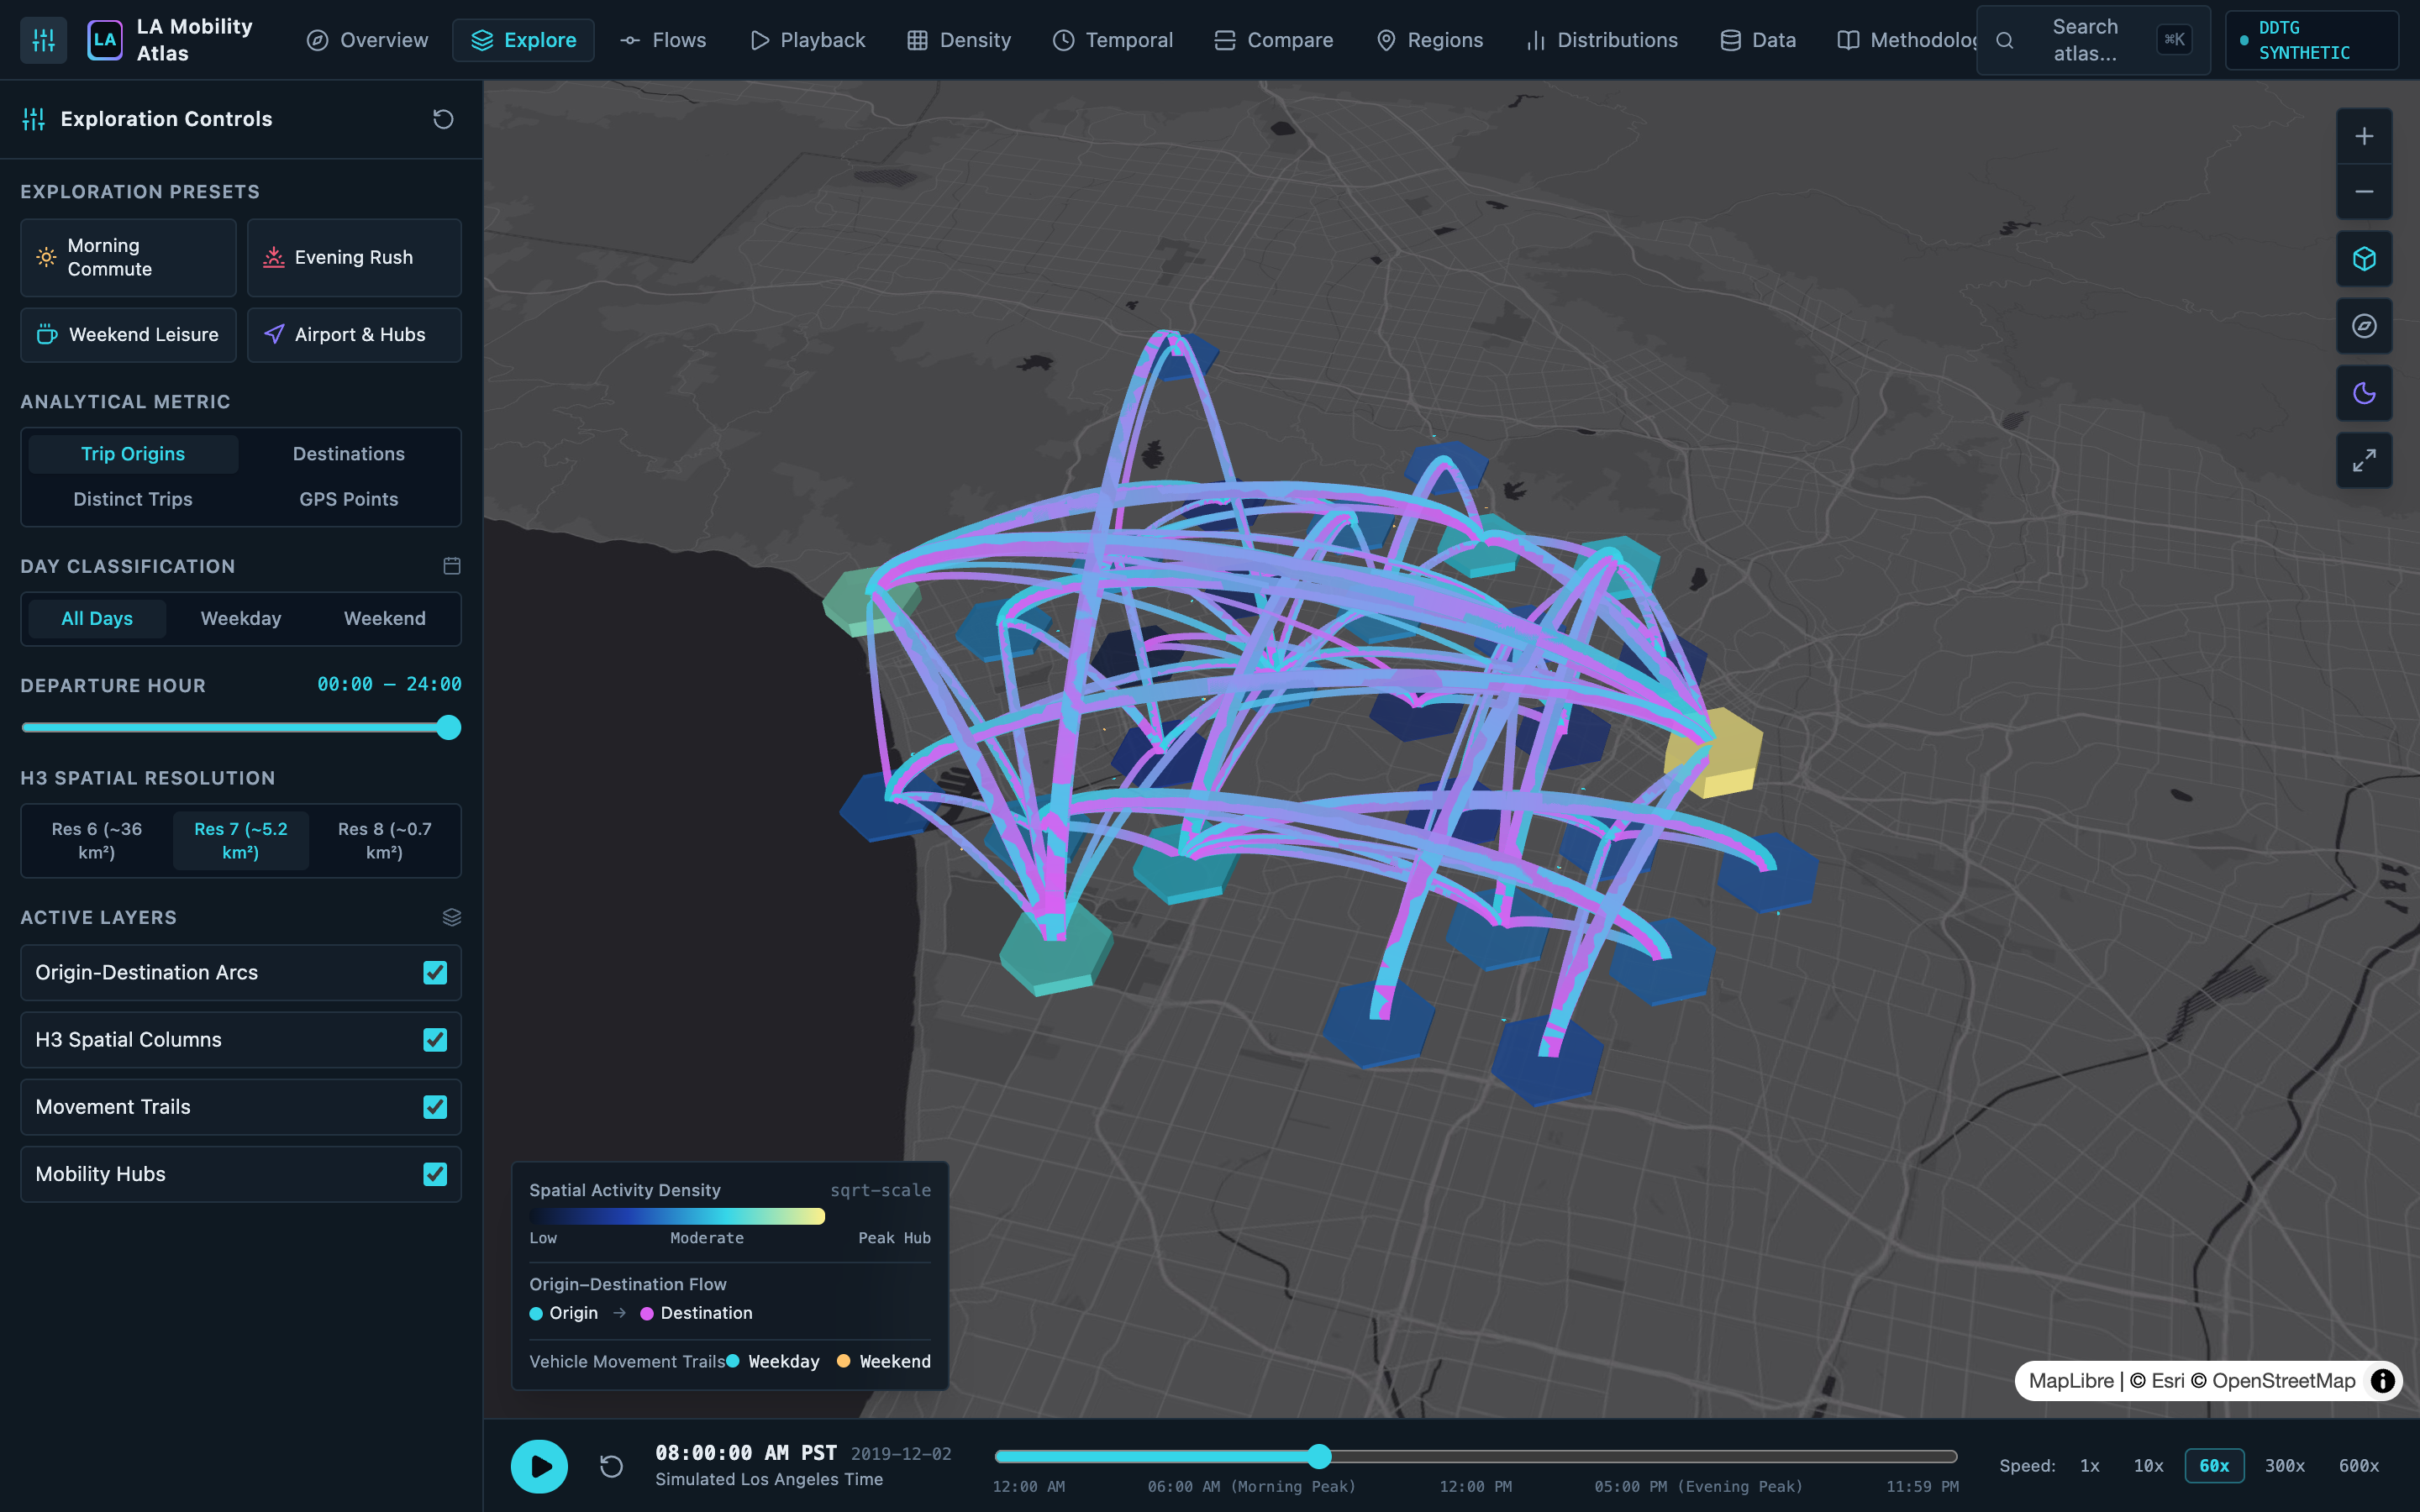 LA
LA Mobility
Atlas
Overview
Explore
Flows
Playback
Density
Temporal
Compare
Regions
Distributions
Data
Methodolog
Search
atlas...
⌘K
DDTG
SYNTHETIC
Exploration Controls
EXPLORATION PRESETS
Morning
Commute
Evening Rush
Weekend Leisure
Airport & Hubs
ANALYTICAL METRIC
Trip Origins
Destinations
Distinct Trips
GPS Points
DAY CLASSIFICATION
All Days
Weekday
Weekend
DEPARTURE HOUR
00:00 — 24:00
H3 SPATIAL RESOLUTION
Res 6 (~36
km²)
Res 7 (~5.2
km²)
Res 8 (~0.7
km²)
ACTIVE LAYERS
Origin-Destination Arcs
H3 Spatial Columns
Movement Trails
Mobility Hubs
Spatial Activity Density
sqrt-scale
Low
Moderate
Peak Hub
Origin–Destination Flow
Origin → Destination
Vehicle Movement Trails
Weekday
Weekend
MapLibre | © Esri © OpenStreetMap
08:00:00 AM PST 2019-12-02
Simulated Los Angeles Time
12:00 AM
06:00 AM (Morning Peak)
12:00 PM
05:00 PM (Evening Peak)
11:59 PM
Speed:
1x
10x
60x
300x
600x